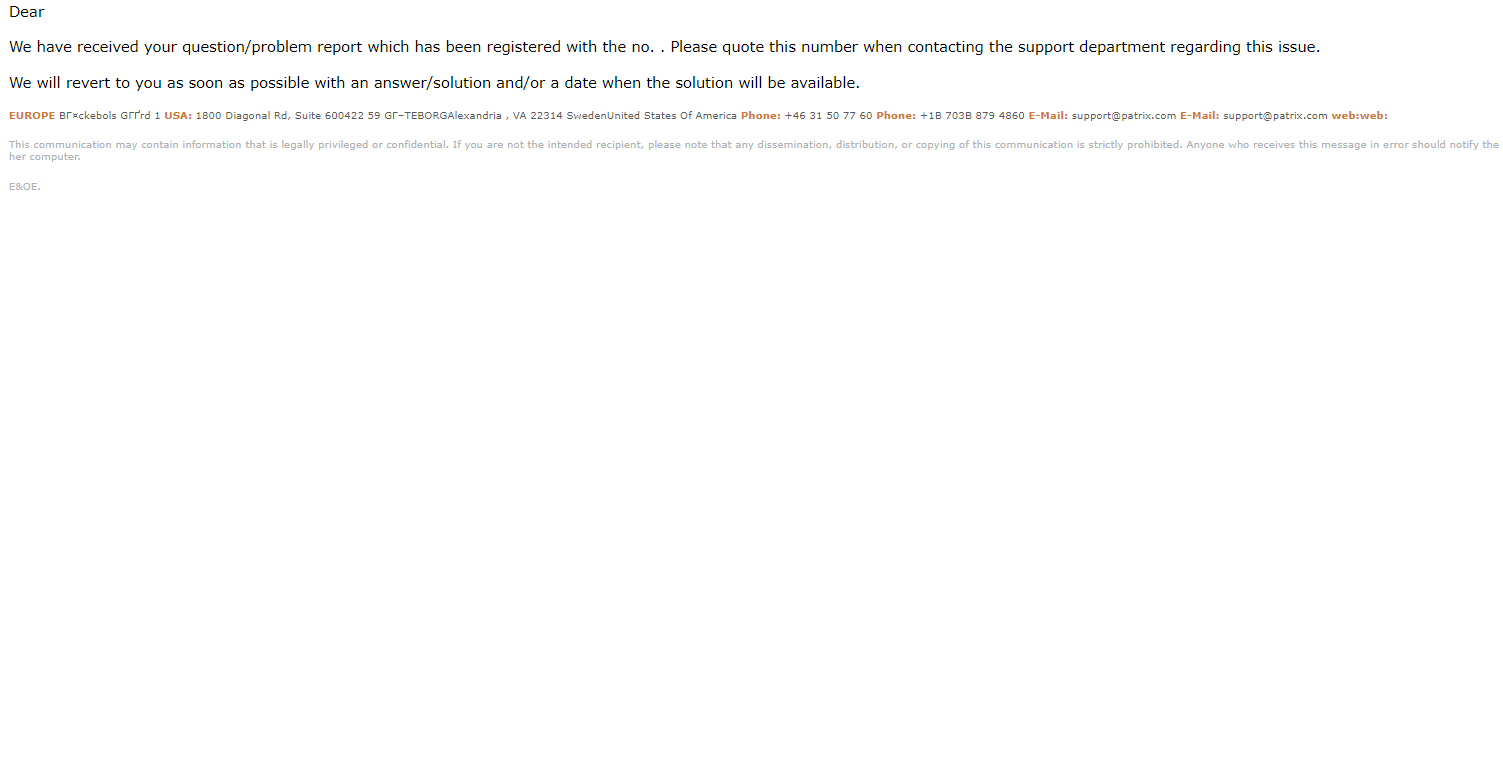 Dear
We have received your question/problem report which has been registered with the no. . Please quote this number when contacting the support department regarding this issue.
We will revert to you as soon as possible with an answer/solution and/or a date when the solution will be available.
EUROPE ВГ¤ckebols GГҐrd 1 USA: 1800 Diagonal Rd, Suite 600422 59 GГ–TEBORGAlexandria , VA 22314 SwedenUnited States Of America Phone: +46 31 50 77 60 Phone: +1В 703В 879 4860 E-Mail: support@patrix.com E-Mail: support@patrix.com web:web:
This communication may contain information that is legally privileged or confidential. If you are not the intended recipient, please note that any dissemination, distribution, or copying of this communication is strictly prohibited. Anyone who receives this message in error should notify the
her computer.
E&OE.